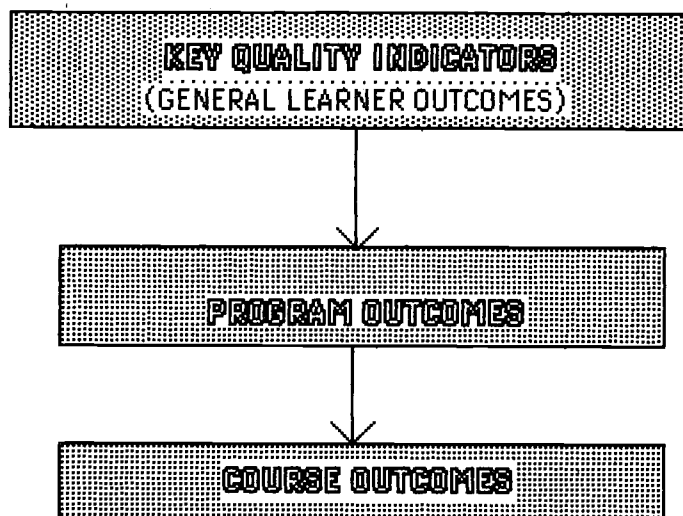 KEY QUALITY INDICATORS
(GENERAL LEARNER OUTCOMES)
PROGRAM OUTCOMES
COURSE OUTCOMES